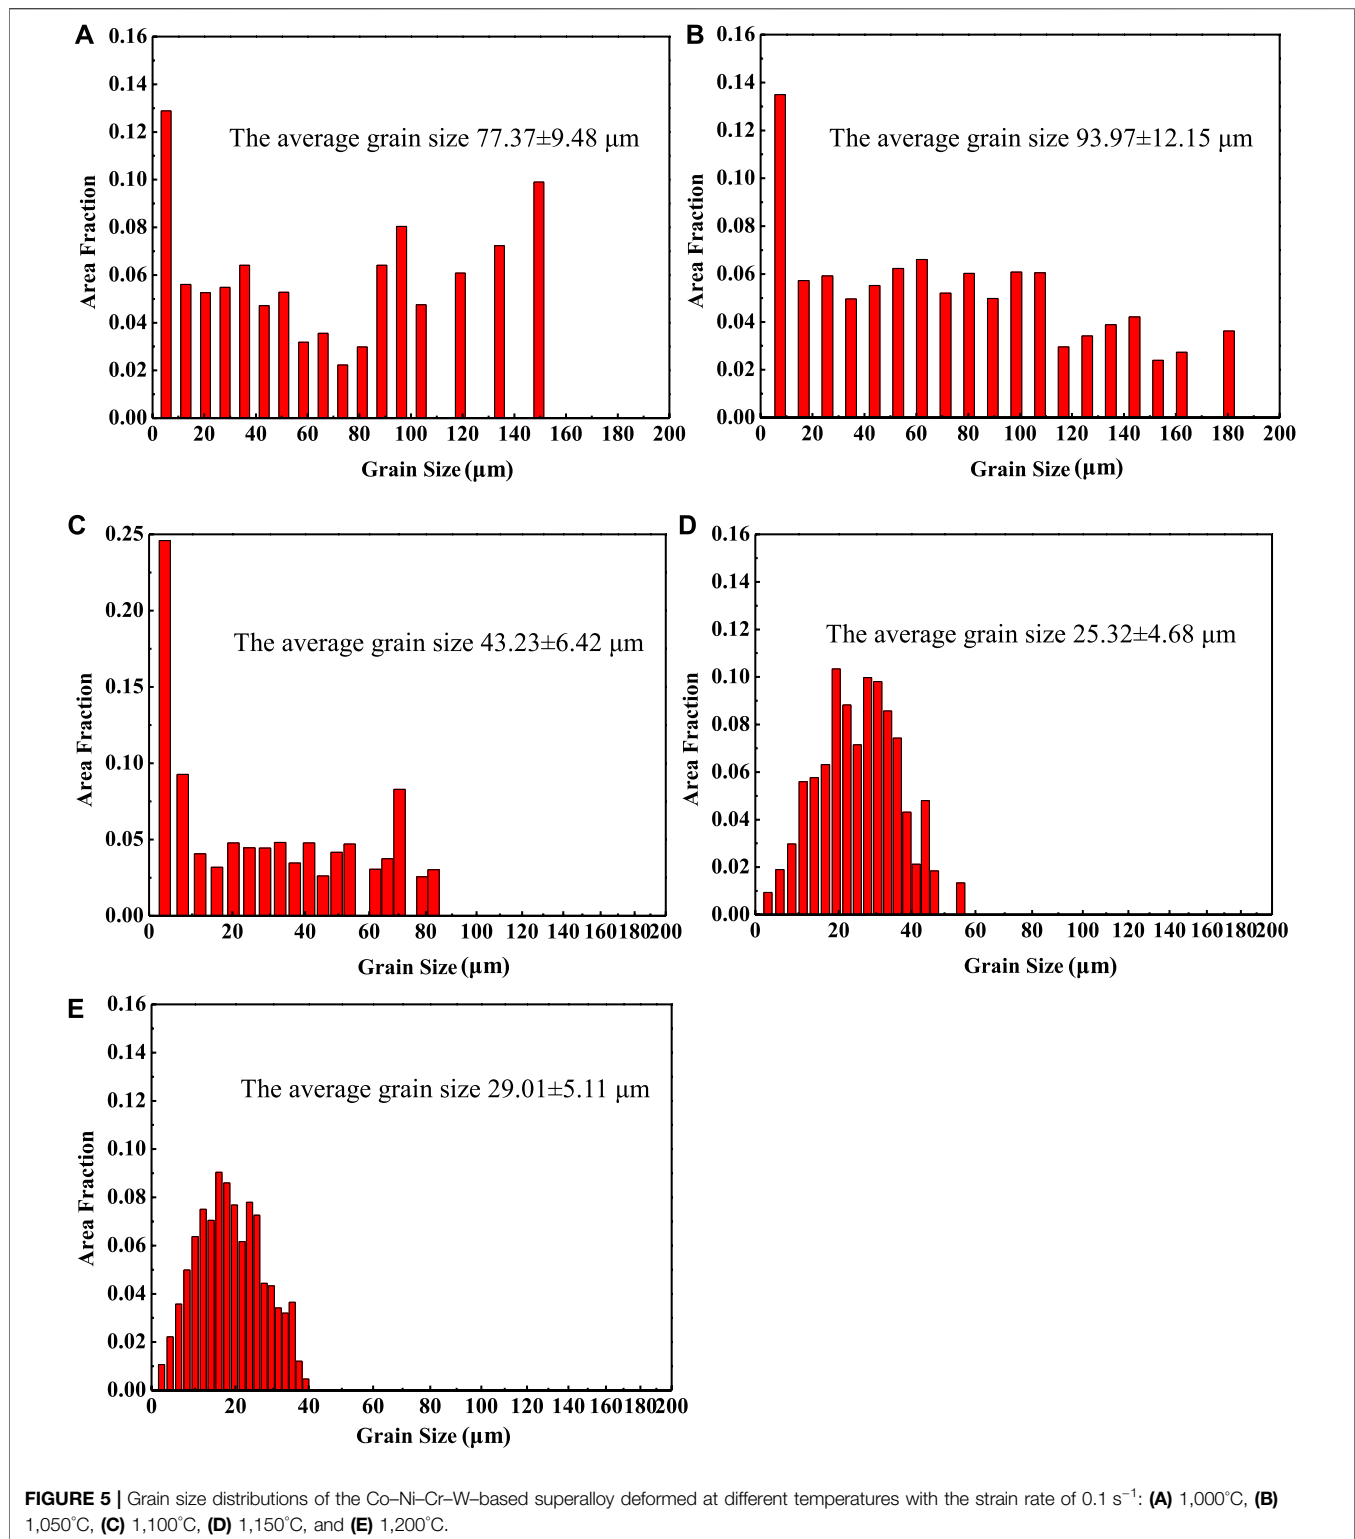 A
0.16
0.14
0.12
0.10
0.08
0.06
0.04
0.02
0.00
Area Fraction
The average grain size 77.37±9.48 μm
0 20 40 60 80 100 120 140 160 180 200
Grain Size (μm)
B
0.16
0.14
0.12
0.10
0.08
0.06
0.04
0.02
0.00
Area Fraction
The average grain size 93.97±12.15 μm
0 20 40 60 80 100 120 140 160 180 200
Grain Size (μm)
C
0.25
0.20
0.15
0.10
0.05
0.00
Area Fraction
The average grain size 43.23±6.42 μm
0 20 40 60 80 100 120 140 160 180 200
Grain Size (μm)
D
0.16
0.14
0.12
0.10
0.08
0.06
0.04
0.02
0.00
Area Fraction
The average grain size 25.32±4.68 μm
0 20 40 60 80 100 120 140 160 180 200
Grain Size (μm)
E
0.16
0.14
0.12
0.10
0.08
0.06
0.04
0.02
0.00
Area Fraction
The average grain size 29.01±5.11 μm
0 20 40 60 80 100 120 140 160 180 200
Grain Size (μm)
FIGURE 5 | Grain size distributions of the Co–Ni–Cr–W–based superalloy deformed at different temperatures with the strain rate of 0.1 s⁻¹: (A) 1,000°C, (B)
1,050°C, (C) 1,100°C, (D) 1,150°C, and (E) 1,200°C.